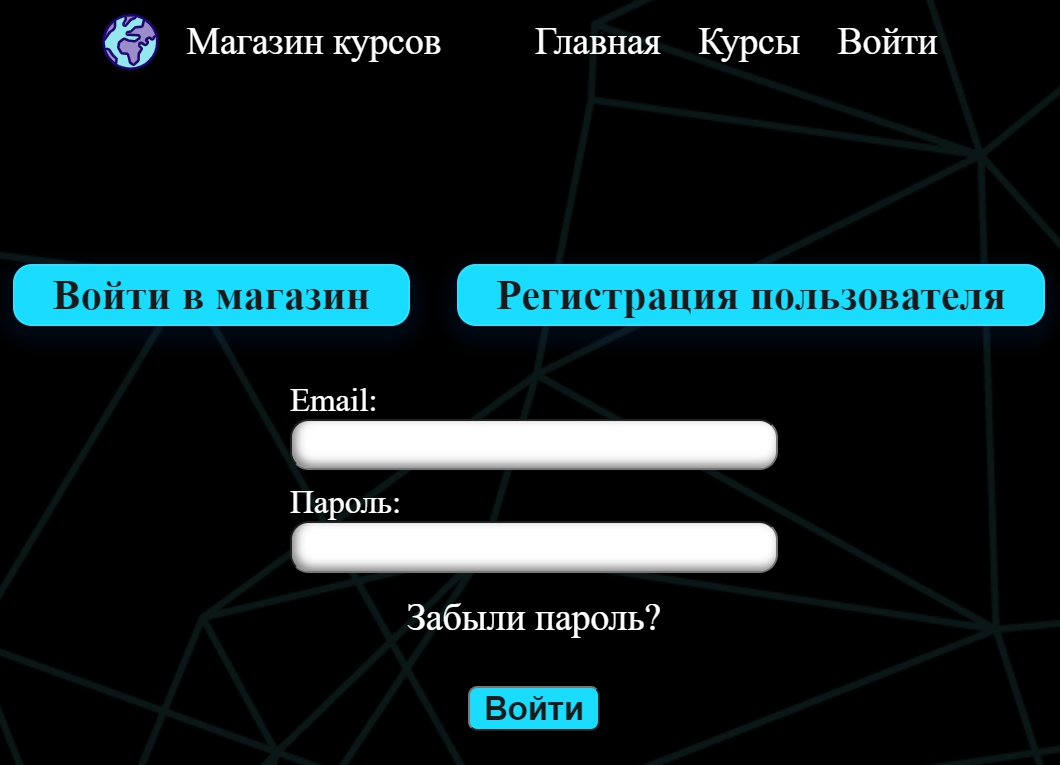 Магазин курсов Главная Курсы Войти
Войти в магазин Регистрация пользователя
Email:
Пароль:
Забыли пароль?
Войти